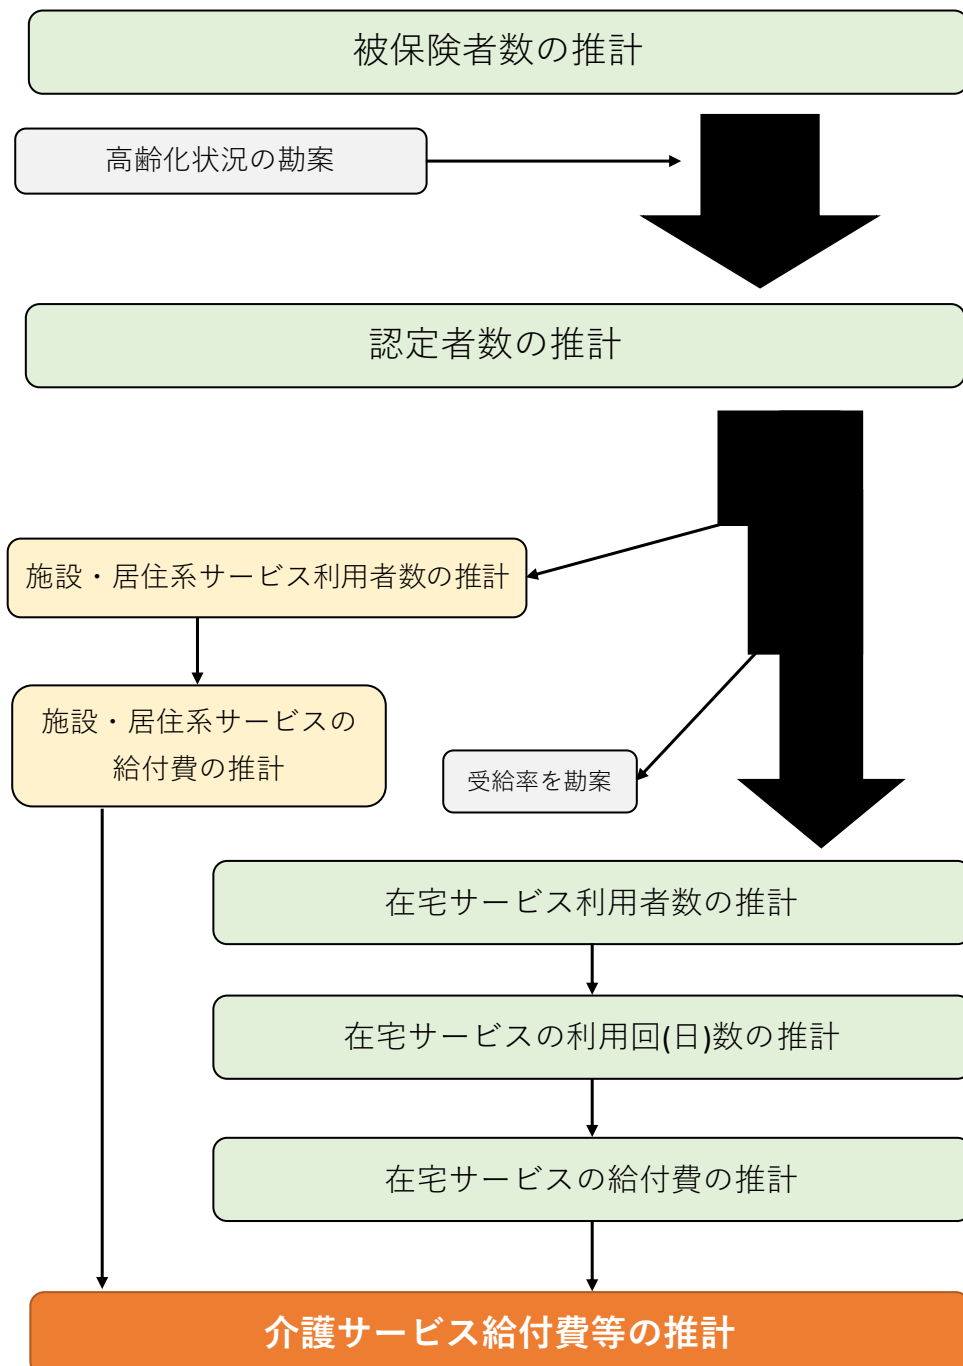 被保険者数の推計
高齢化状況の勘案
認定者数の推計
施設・居住系サービス利用者数の推計
施設・居住系サービスの
給付費の推計
受給率を勘案
在宅サービス利用者数の推計
在宅サービスの利用回(日)数の推計
在宅サービスの給付費の推計
介護サービス給付費等の推計